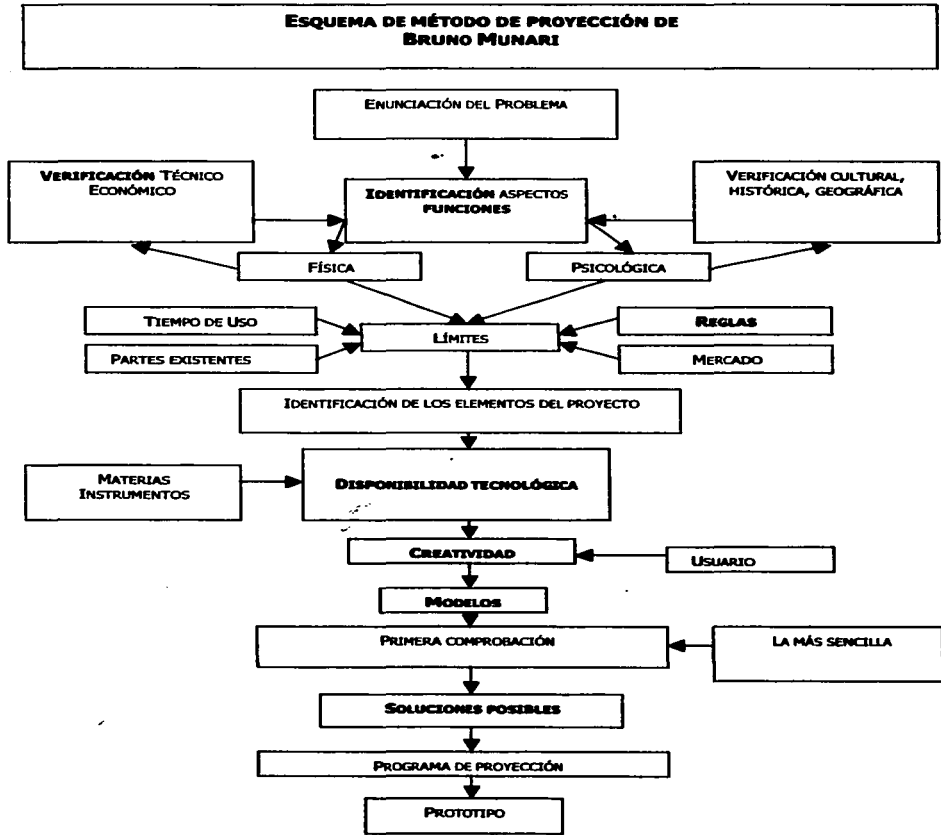 ESQUEMA DE MÉTODO DE PROYECCIÓN DE
BRUNO MUNARI
ENUNCIACIÓN DEL PROBLEMA
VERIFICACIÓN TÉCNICO
ECONÓMICO
IDENTIFICACIÓN ASPECTOS
FUNCIONES
VERIFICACIÓN CULTURAL,
HISTÓRICA, GEOGRÁFICA
FÍSICA
PSICOLÓGICA
TIEMPO DE USO
LÍMITES
REGLAS
PARTES EXISTENTES
MERCADO
IDENTIFICACIÓN DE LOS ELEMENTOS DEL PROYECTO
MATERIAS
INSTRUMENTOS
DISPONIBILIDAD TECNOLÓGICA
CREATIVIDAD
USUARIO
MODELOS
PRIMERA COMPROBACIÓN
LA MÁS SENCILLA
SOLUCIONES POSIBLES
PROGRAMA DE PROYECCIÓN
PROTOTIPO